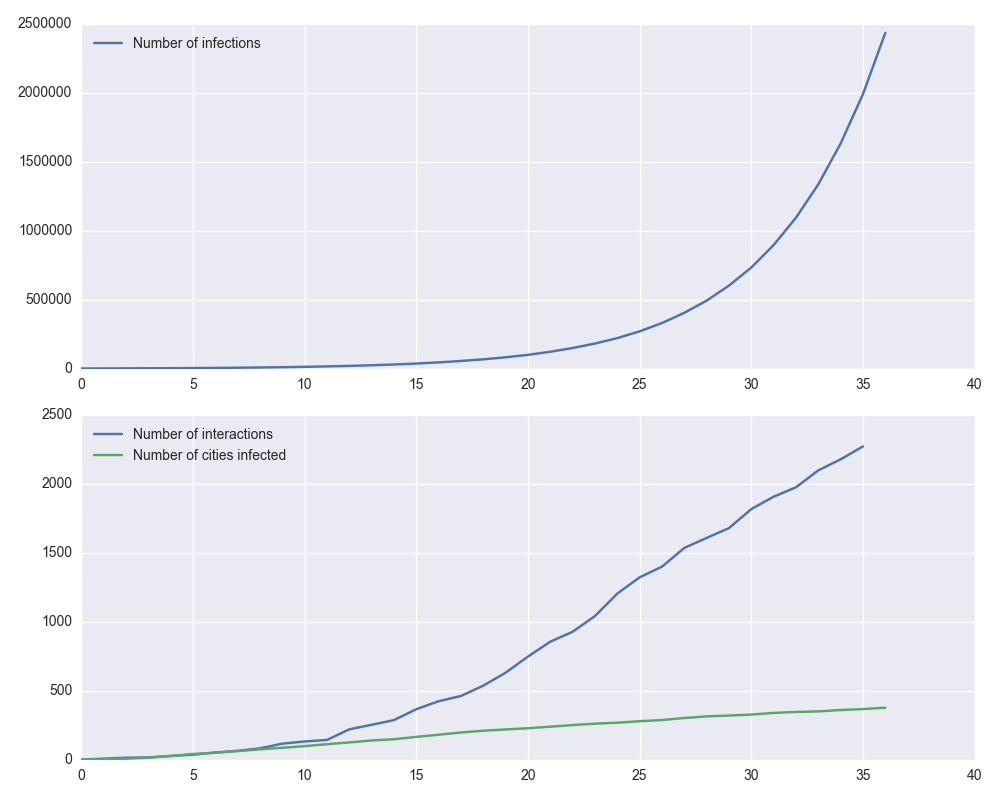 2500000
Number of infections
2000000
1500000
1000000
500000
0
0 5 10 15 20 25 30 35 40
2500
Number of interactions
Number of cities infected
2000
1500
1000
500
0
0 5 10 15 20 25 30 35 40